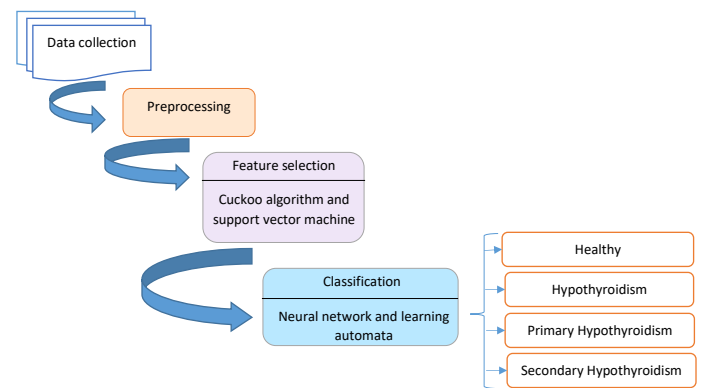 Data collection
Preprocessing
Feature selection
Cuckoo algorithm and
support vector machine
Classification
Neural network and learning
automata
Healthy
Hypothyroidism
Primary Hypothyroidism
Secondary Hypothyroidism